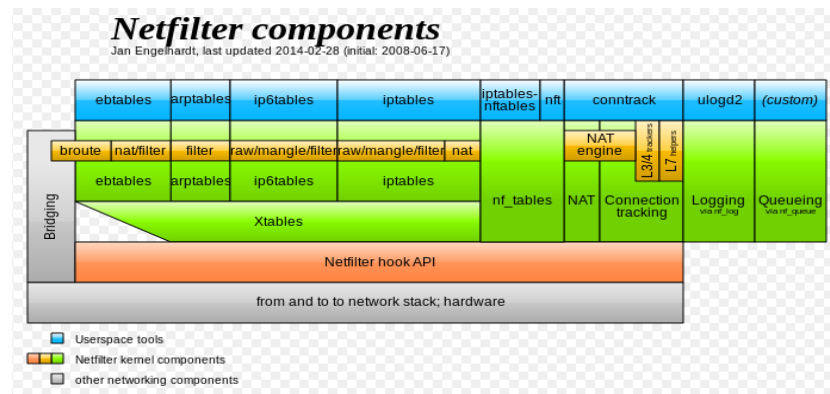 Netfilter components
Jan Engelhardt, last updated 2014-02-28 (initial: 2008-06-17)
ebtables
arptables
ip6tables
iptables
iptables-
nftables
nft
conntrack
ulogd2
(custom)
broute
nat/filter
filter
raw/mangle/filter
raw/mangle/filter
nat
NAT
engine
L3/4 trackers
L7 helpers
ebtables
arptables
ip6tables
iptables
nf_tables
NAT
Connection
tracking
Logging
via nf_log
Queueing
via nf_queue
Bridging
Xtables
Netfilter hook API
from and to to network stack; hardware
Userspace tools
Netfilter kernel components
other networking components